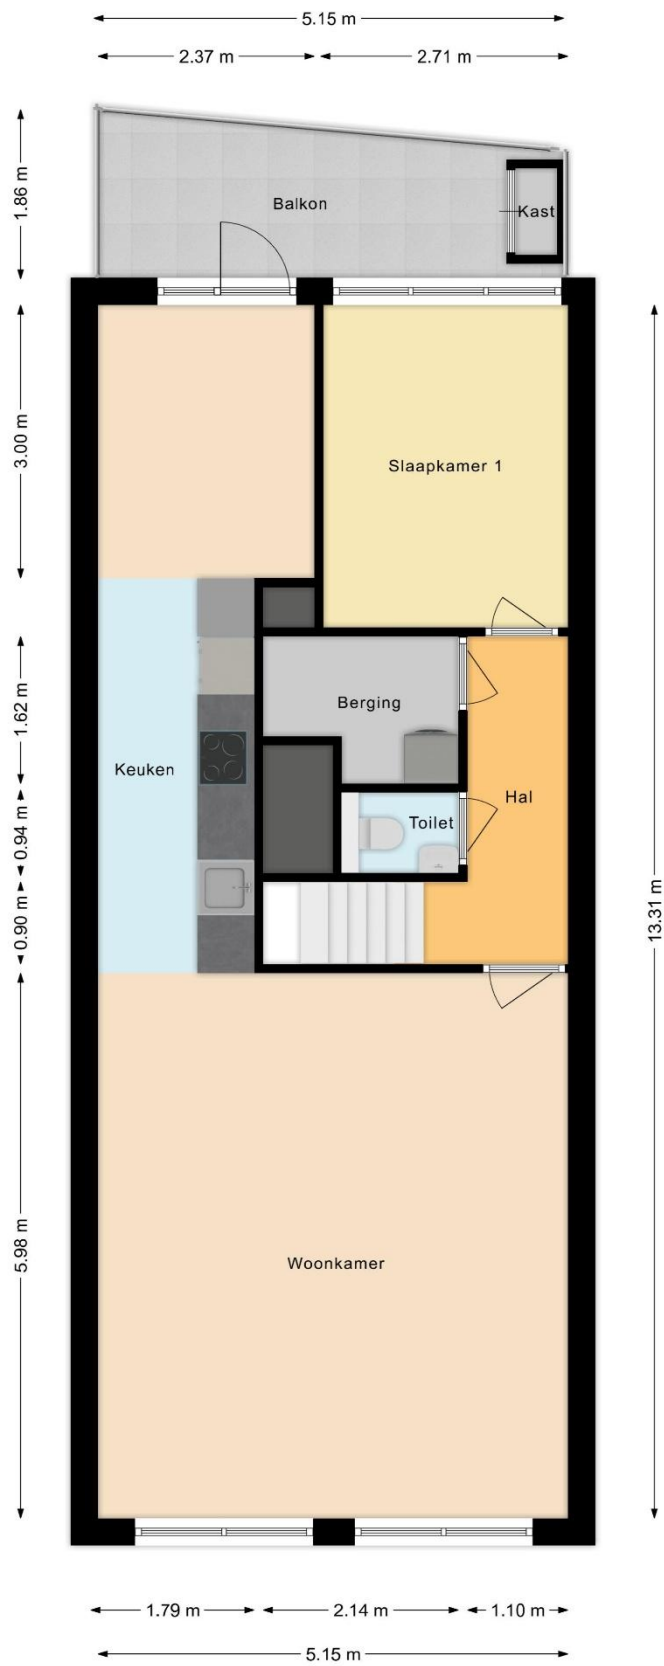 5.15 m
2.37 m
2.71 m
1.86 m
Balkon
Kast
3.00 m
Slaapkamer 1
1.62 m
Berging
Keuken
Hal
0.94 m
Toilet
0.90 m
13.31 m
5.98 m
Woonkamer
1.79 m
2.14 m
1.10 m
5.15 m